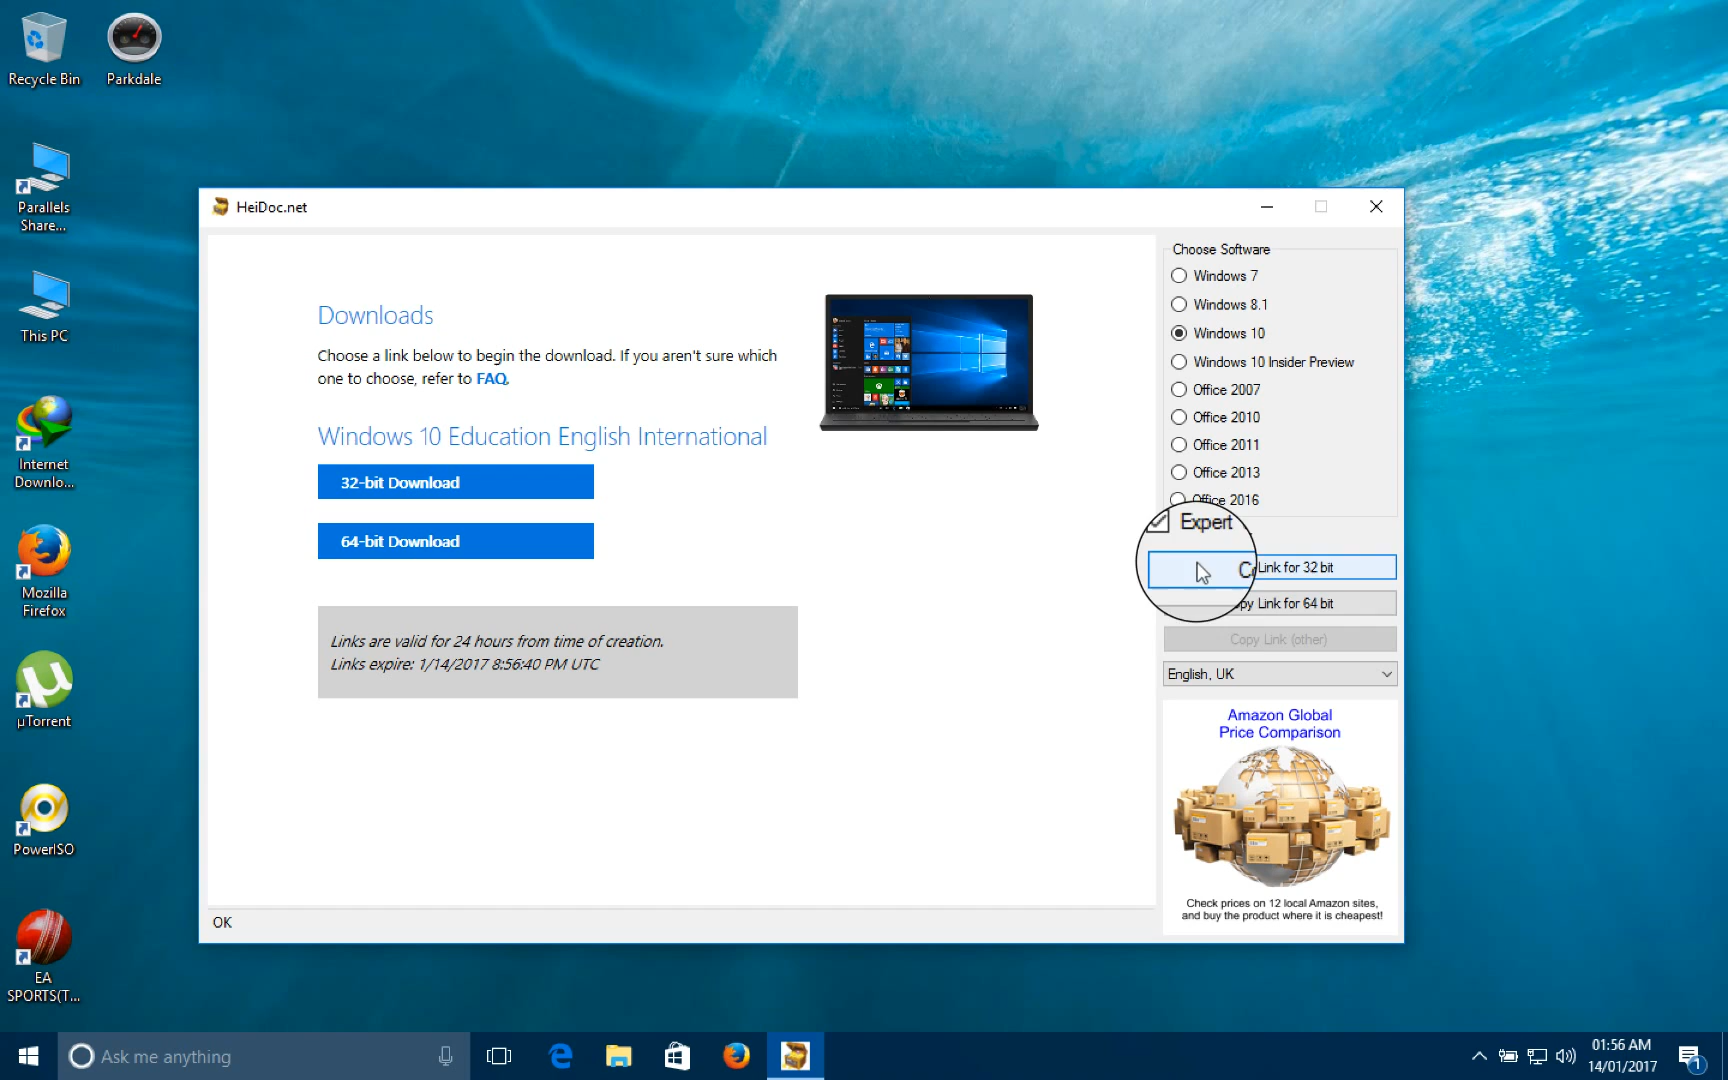 Recycle Bin
Parkdale
Parallels
Share...
This PC
Internet
Downlo...
Mozilla
Firefox
µTorrent
PowerISO
EA
SPORTS(T...
HeiDoc.net
Downloads
Choose a link below to begin the download. If you aren't sure which
one to choose, refer to FAQ.
Windows 10 Education English International
32-bit Download
64-bit Download
Links are valid for 24 hours from time of creation.
Links expire: 1/14/2017 8:56:40 PM UTC
OK
Choose Software
Windows 7
Windows 8.1
Windows 10
Windows 10 Insider Preview
Office 2007
Office 2010
Office 2011
Office 2013
Office 2016
Expert
Link for 32 bit
Link for 64 bit
Copy Link (other)
English, UK
Amazon Global
Price Comparison
Check prices on 12 local Amazon sites,
and buy the product where it is cheapest!
Ask me anything
01:56 AM
14/01/2017
1